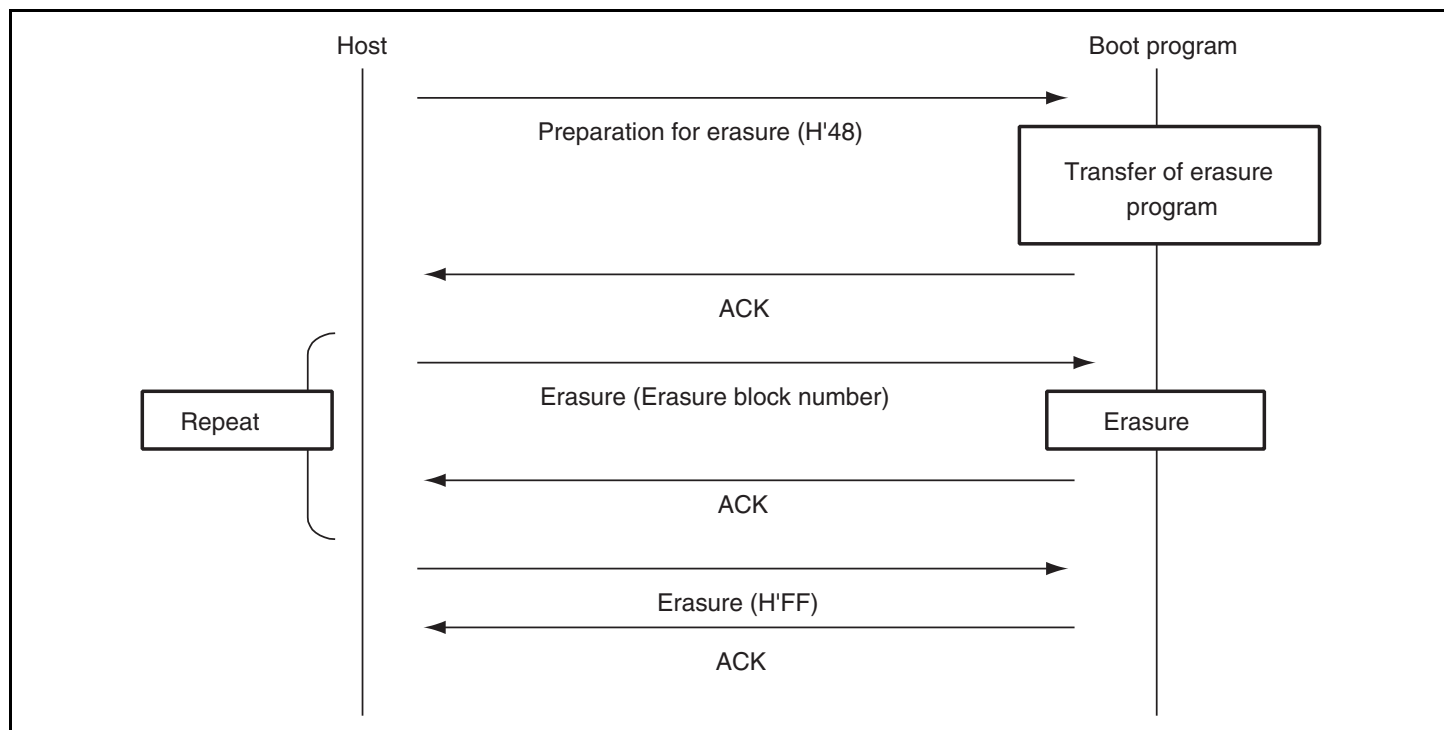 Host
Boot program
Preparation for erasure (H'48)
Transfer of erasure
program
ACK
Erasure (Erasure block number)
Repeat
Erasure
ACK
Erasure (H'FF)
ACK